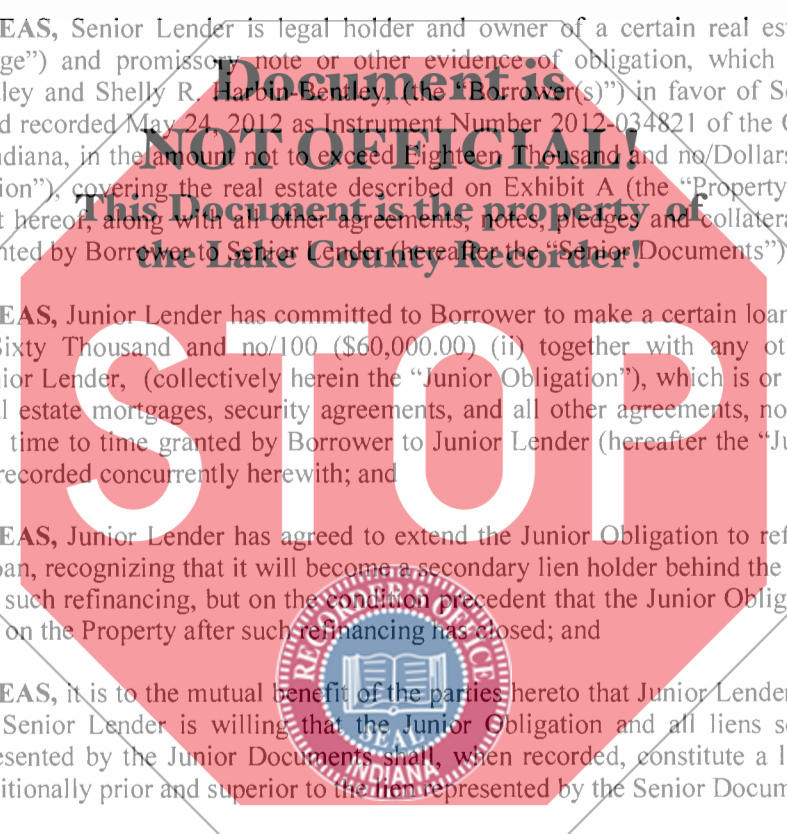 EAS, Senior Lender is legal holder and owner of a certain real es
ge”) and promissory note or other evidence of obligation, which
ley and Shelly R. Harbin-Bentley, (the “Borrower(s)”) in favor of Se
d recorded May 24, 2012 as Instrument Number 2012-034821 of the
ndiana, in the amount not to exceed Eighteen Thousand and no/Dollars
ion”), covering the real estate described on Exhibit A (the “Property
t hereof, along with all other agreements, notes, pledges and collatera
nted by Borrower to Senior Lender (hereafter the “Senior Documents”)
Document is
NOT OFFICIAL!
This Document is the property of
the Lake County Recorder!
EAS, Junior Lender has committed to Borrower to make a certain loan
Sixty Thousand and no/100 ($60,000.00) (ii) together with any ot
ior Lender, (collectively herein the “Junior Obligation”), which is or
l estate mortgages, security agreements, and all other agreements, no
time to time granted by Borrower to Junior Lender (hereafter the “Ju
recorded concurrently herewith; and
STOP
EAS, Junior Lender has agreed to extend the Junior Obligation to ref
oan, recognizing that it will become a secondary lien holder behind the
such refinancing, but on the condition precedent that the Junior Oblig
on the Property after such refinancing has closed; and
EAS, it is to the mutual benefit of the parties hereto that Junior Lender
Senior Lender is willing that the Junior Obligation and all liens s
esented by the Junior Documents shall, when recorded, constitute a l
itionally prior and superior to the lien represented by the Senior Docum
RECORDER'S OFFICE
SEAL
INDIANA